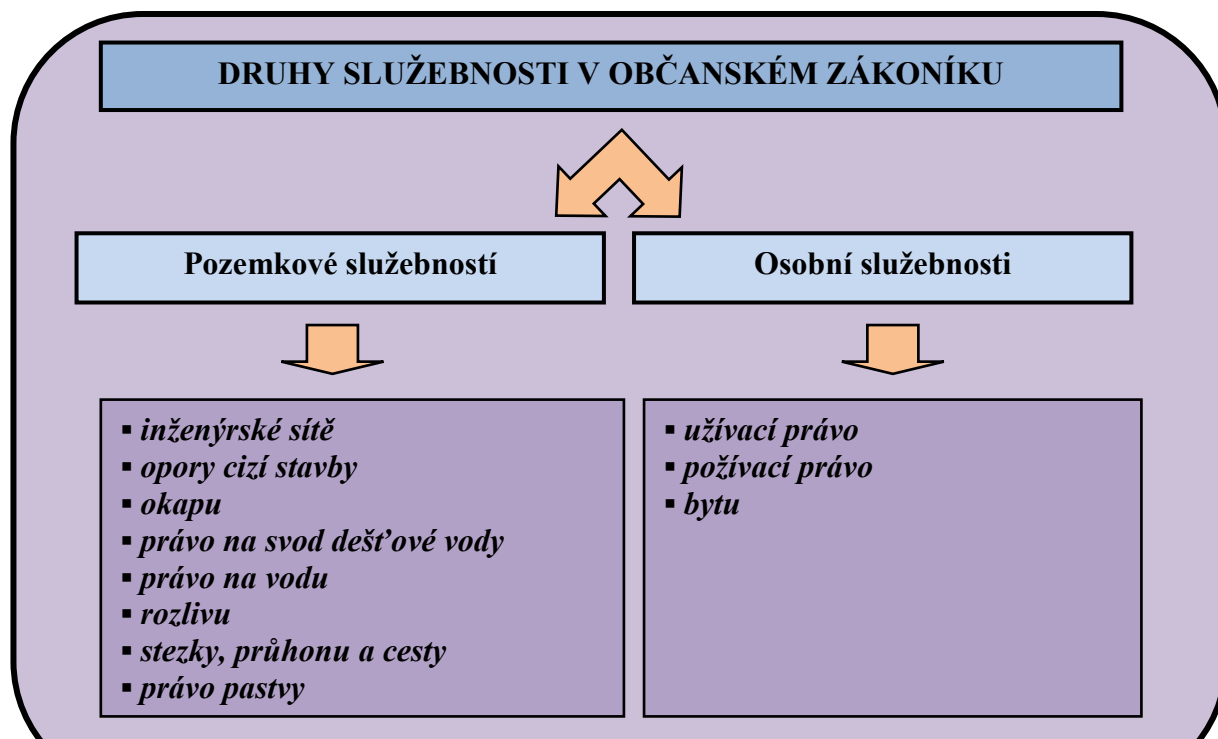 DRUHY SLUŽEBNOSTI V OBČANSKÉM ZÁKONÍKU
Pozemkové služebností
Osobní služebnosti
▪ inženýrské sítě
▪ opory cizí stavby
▪ okapu
▪ právo na svod dešťové vody
▪ právo na vodu
▪ rozlivu
▪ stezky, průhonu a cesty
▪ právo pastvy
▪ užívací právo
▪ požívací právo
▪ bytu